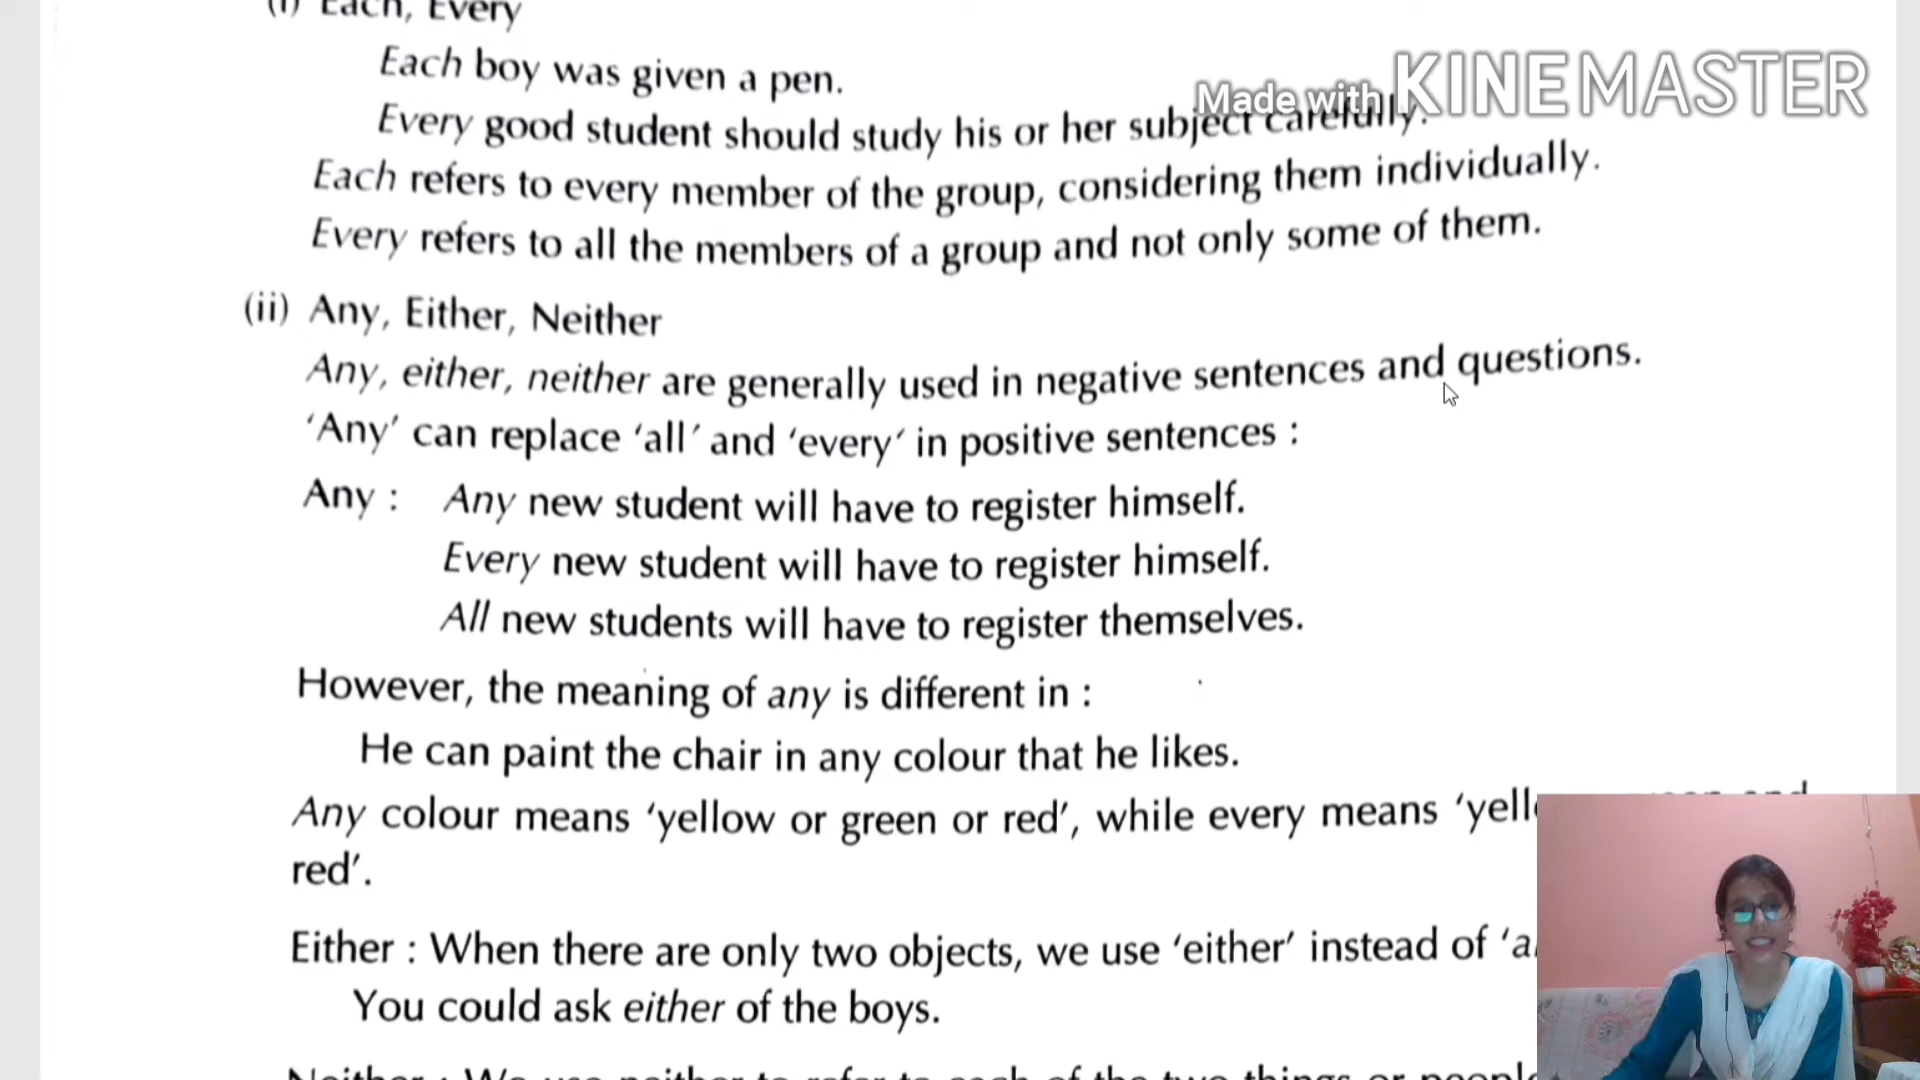 (i) Each, Every
Each boy was given a pen.
Made with KINEMASTER
Every good student should study his or her subject carefully.
Each refers to every member of the group, considering them individually.
Every refers to all the members of a group and not only some of them.
(ii) Any, Either, Neither
Any, either, neither are generally used in negative sentences and questions.
‘Any’ can replace ‘all’ and ‘every’ in positive sentences :
Any : Any new student will have to register himself.
Every new student will have to register himself.
All new students will have to register themselves.
However, the meaning of any is different in :
He can paint the chair in any colour that he likes.
Any colour means ‘yellow or green or red’, while every means
red’.
Either : When there are only two objects, we use ‘either’ instead of
You could ask either of the boys.
Neither : We use neither to refer to each of the two things or